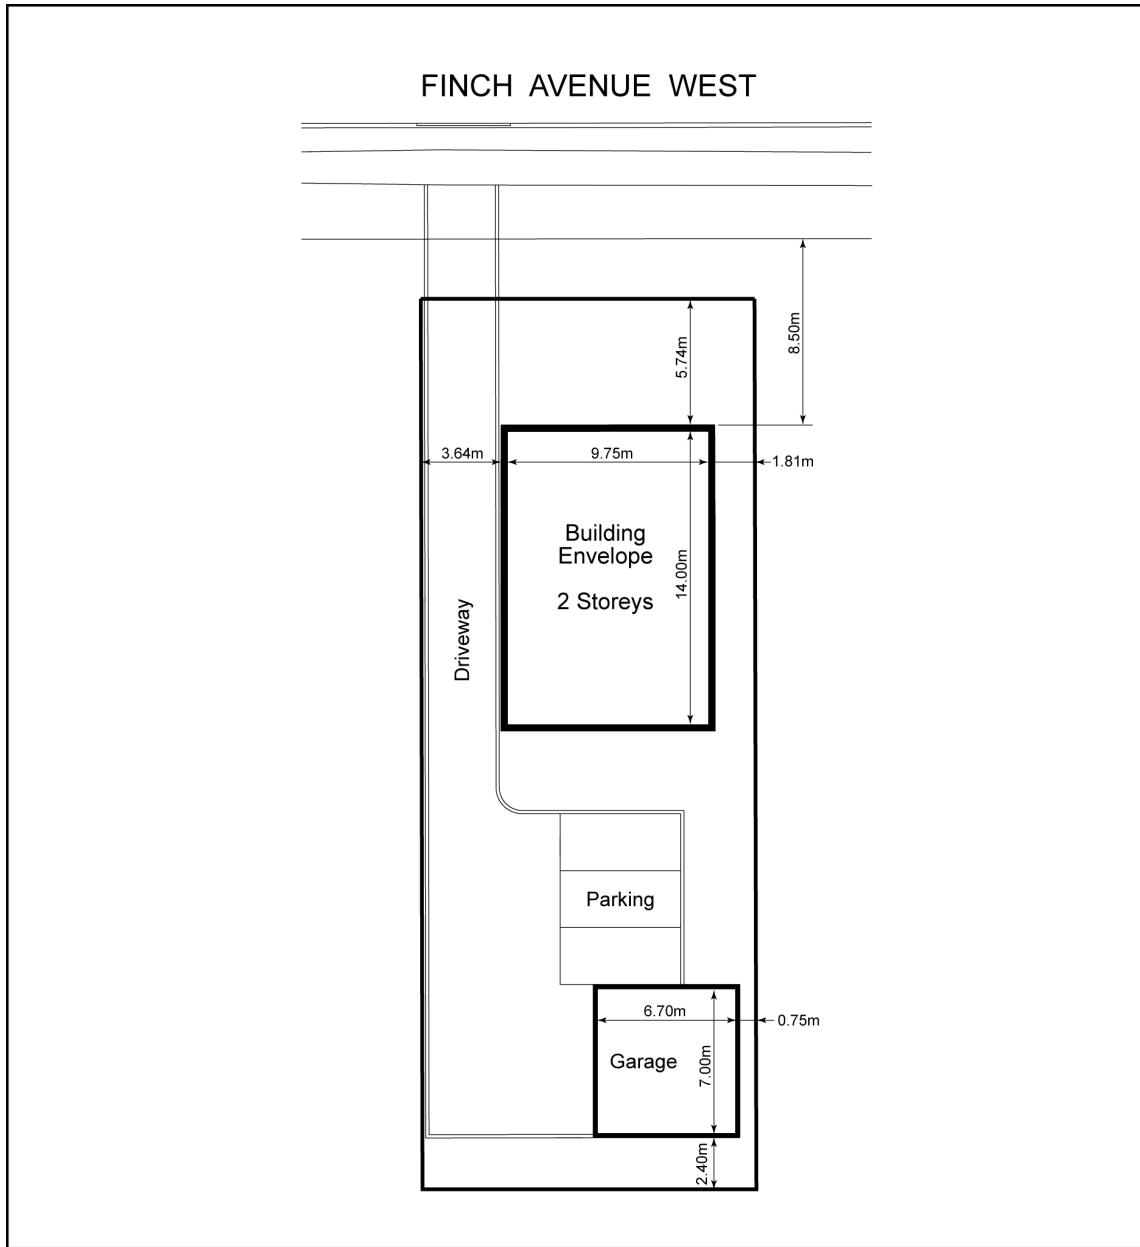 FINCH AVENUE WEST
8.50m
5.74m
3.64m
9.75m
1.81m
Building
Envelope
2 Storeys
14.00m
Driveway
Parking
6.70m
0.75m
Garage
7.00m
2.40m